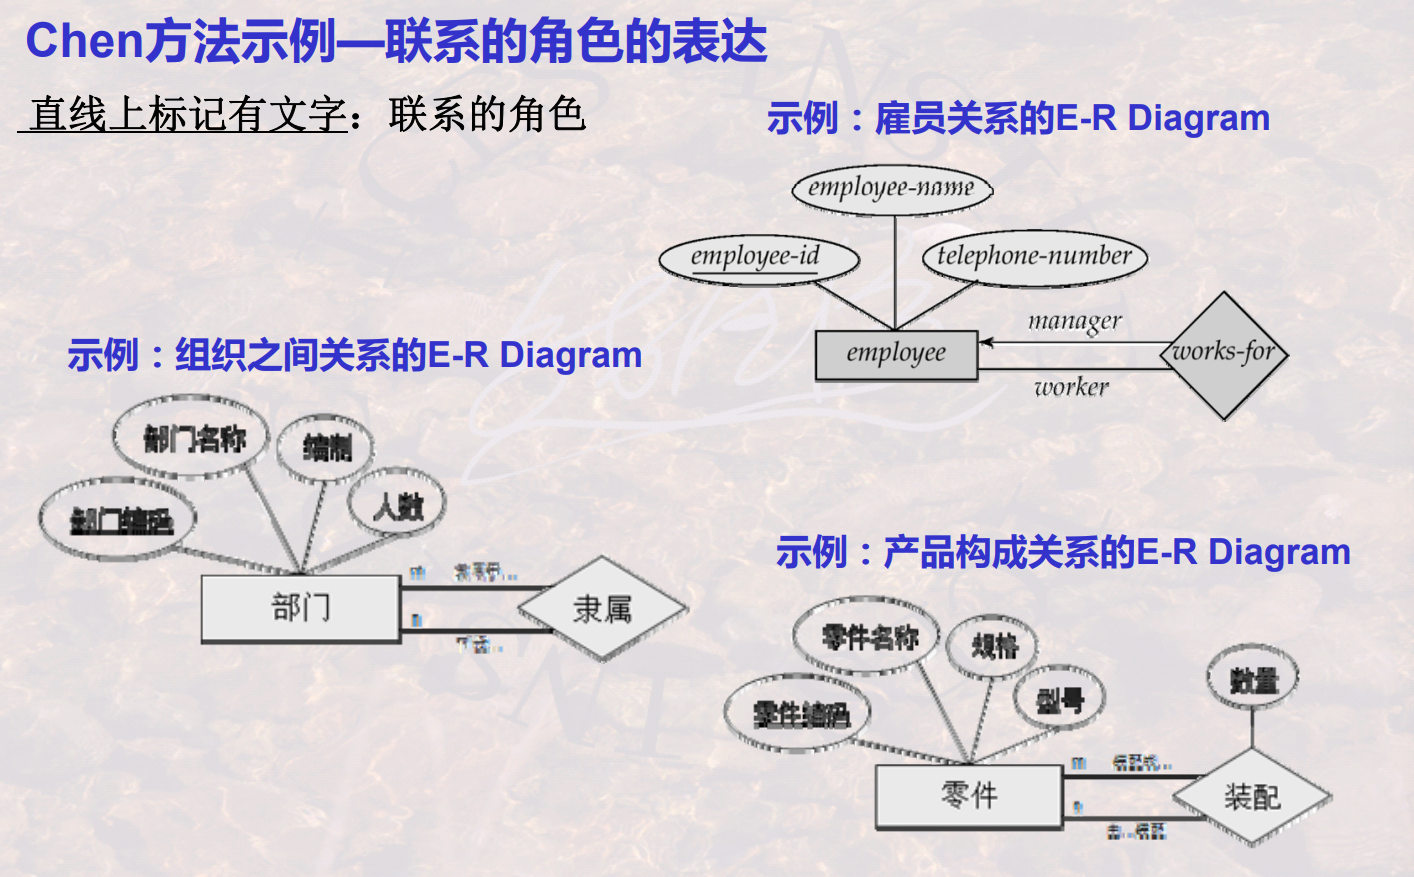 Chen方法示例—联系的角色的表达
直线上标记有文字：联系的角色
示例：雇员关系的E-R Diagram
employee-name
employee-id
telephone-number
manager
employee
works-for
worker
示例：组织之间关系的E-R Diagram
部门名称
编制
人数
部门编码
m
部门
隶属
n
示例：产品构成关系的E-R Diagram
零件名称
规格
型号
数量
零件编码
m
零件
装配
n